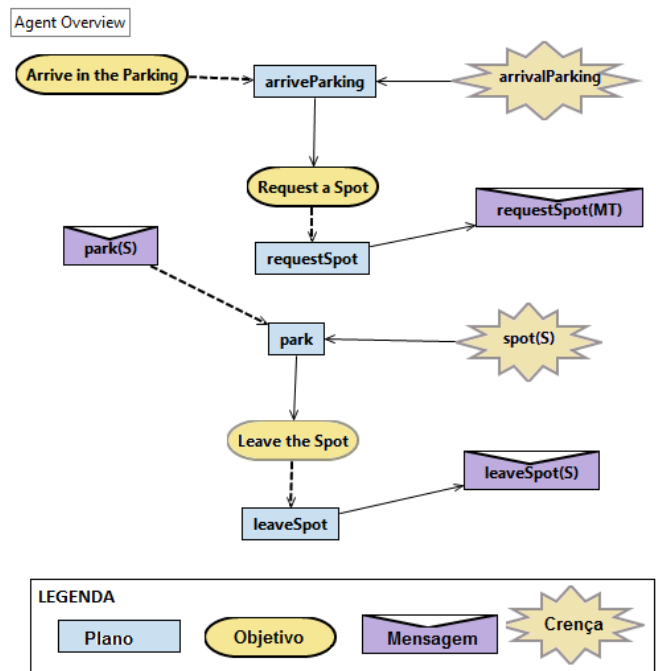 Agent Overview
Arrive in the Parking
arriveParking
arrivalParking
Request a Spot
requestSpot(MT)
park(S)
requestSpot
park
spot(S)
Leave the Spot
leaveSpot(S)
leaveSpot
LEGENDA
Plano
Objetivo
Mensagem
Crença